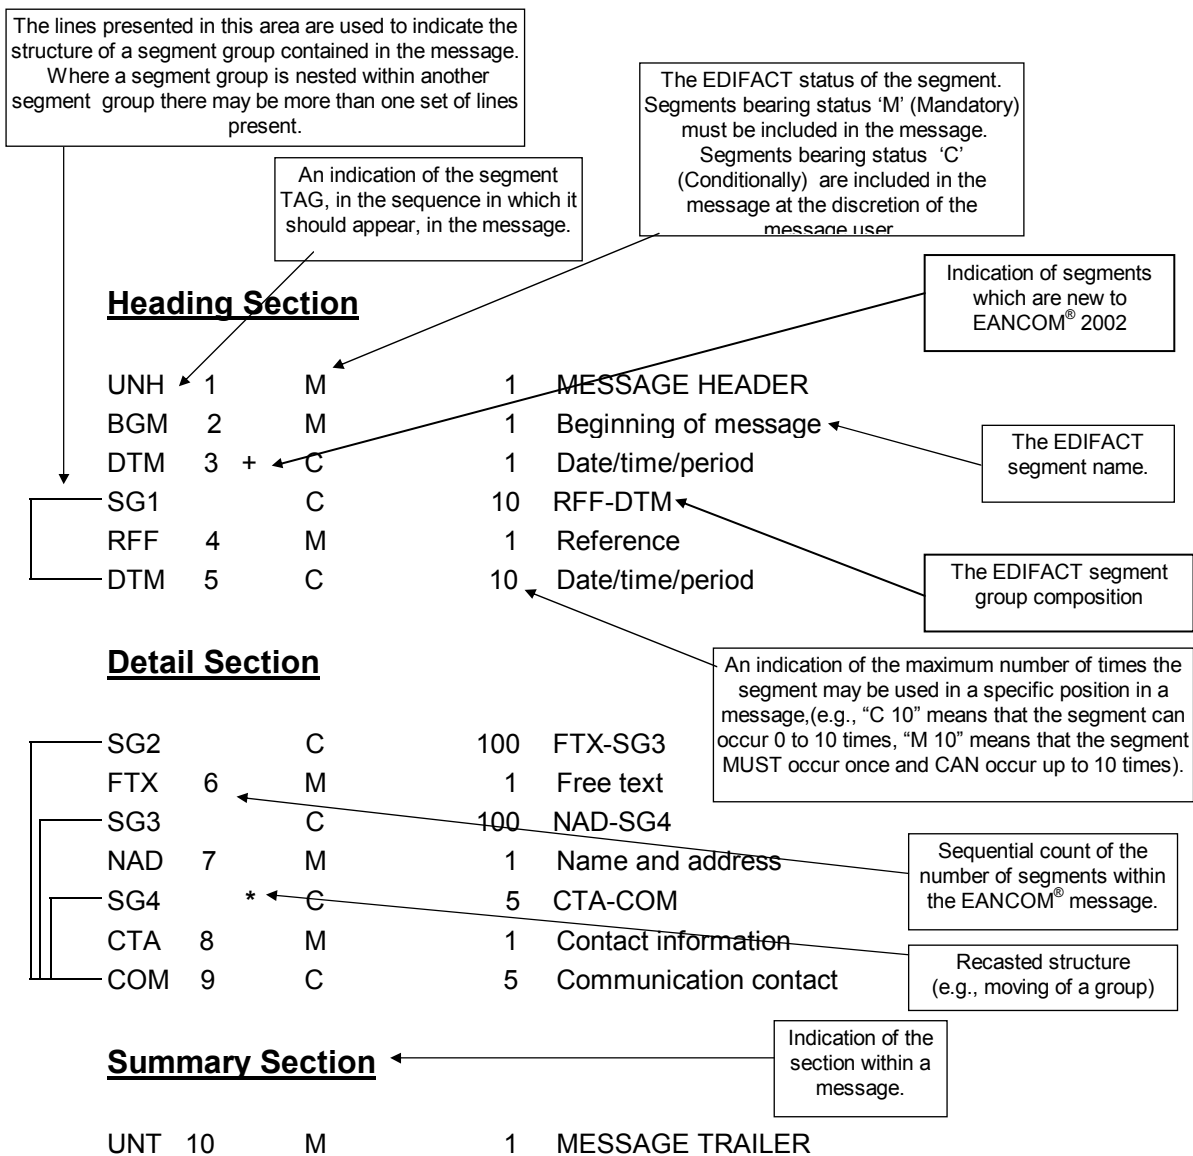 The lines presented in this area are used to indicate the
structure of a segment group contained in the message.
Where a segment group is nested within another
segment group there may be more than one set of lines
present.
The EDIFACT status of the segment.
Segments bearing status ‘M’ (Mandatory)
must be included in the message.
Segments bearing status ‘C’
(Conditionally) are included in the
message at the discretion of the
message user
An indication of the segment
TAG, in the sequence in which it
should appear, in the message.
Indication of segments
which are new to
EANCOM® 2002
Heading Section
UNH 1 M 1 MESSAGE HEADER
BGM 2 M 1 Beginning of message
DTM 3 + C 1 Date/time/period
SG1 C 10 RFF-DTM
RFF 4 M 1 Reference
DTM 5 C 10 Date/time/period
The EDIFACT
segment name.
The EDIFACT segment
group composition
Detail Section
An indication of the maximum number of times the
segment may be used in a specific position in a
message,(e.g., “C 10” means that the segment can
occur 0 to 10 times, “M 10” means that the segment
MUST occur once and CAN occur up to 10 times).
SG2 C 100 FTX-SG3
FTX 6 M 1 Free text
SG3 C 100 NAD-SG4
NAD 7 M 1 Name and address
SG4 * C 5 CTA-COM
CTA 8 M 1 Contact information
COM 9 C 5 Communication contact
Sequential count of the
number of segments within
the EANCOM® message.
Recasted structure
(e.g., moving of a group)
Summary Section
Indication of the
section within a
message.
UNT 10 M 1 MESSAGE TRAILER